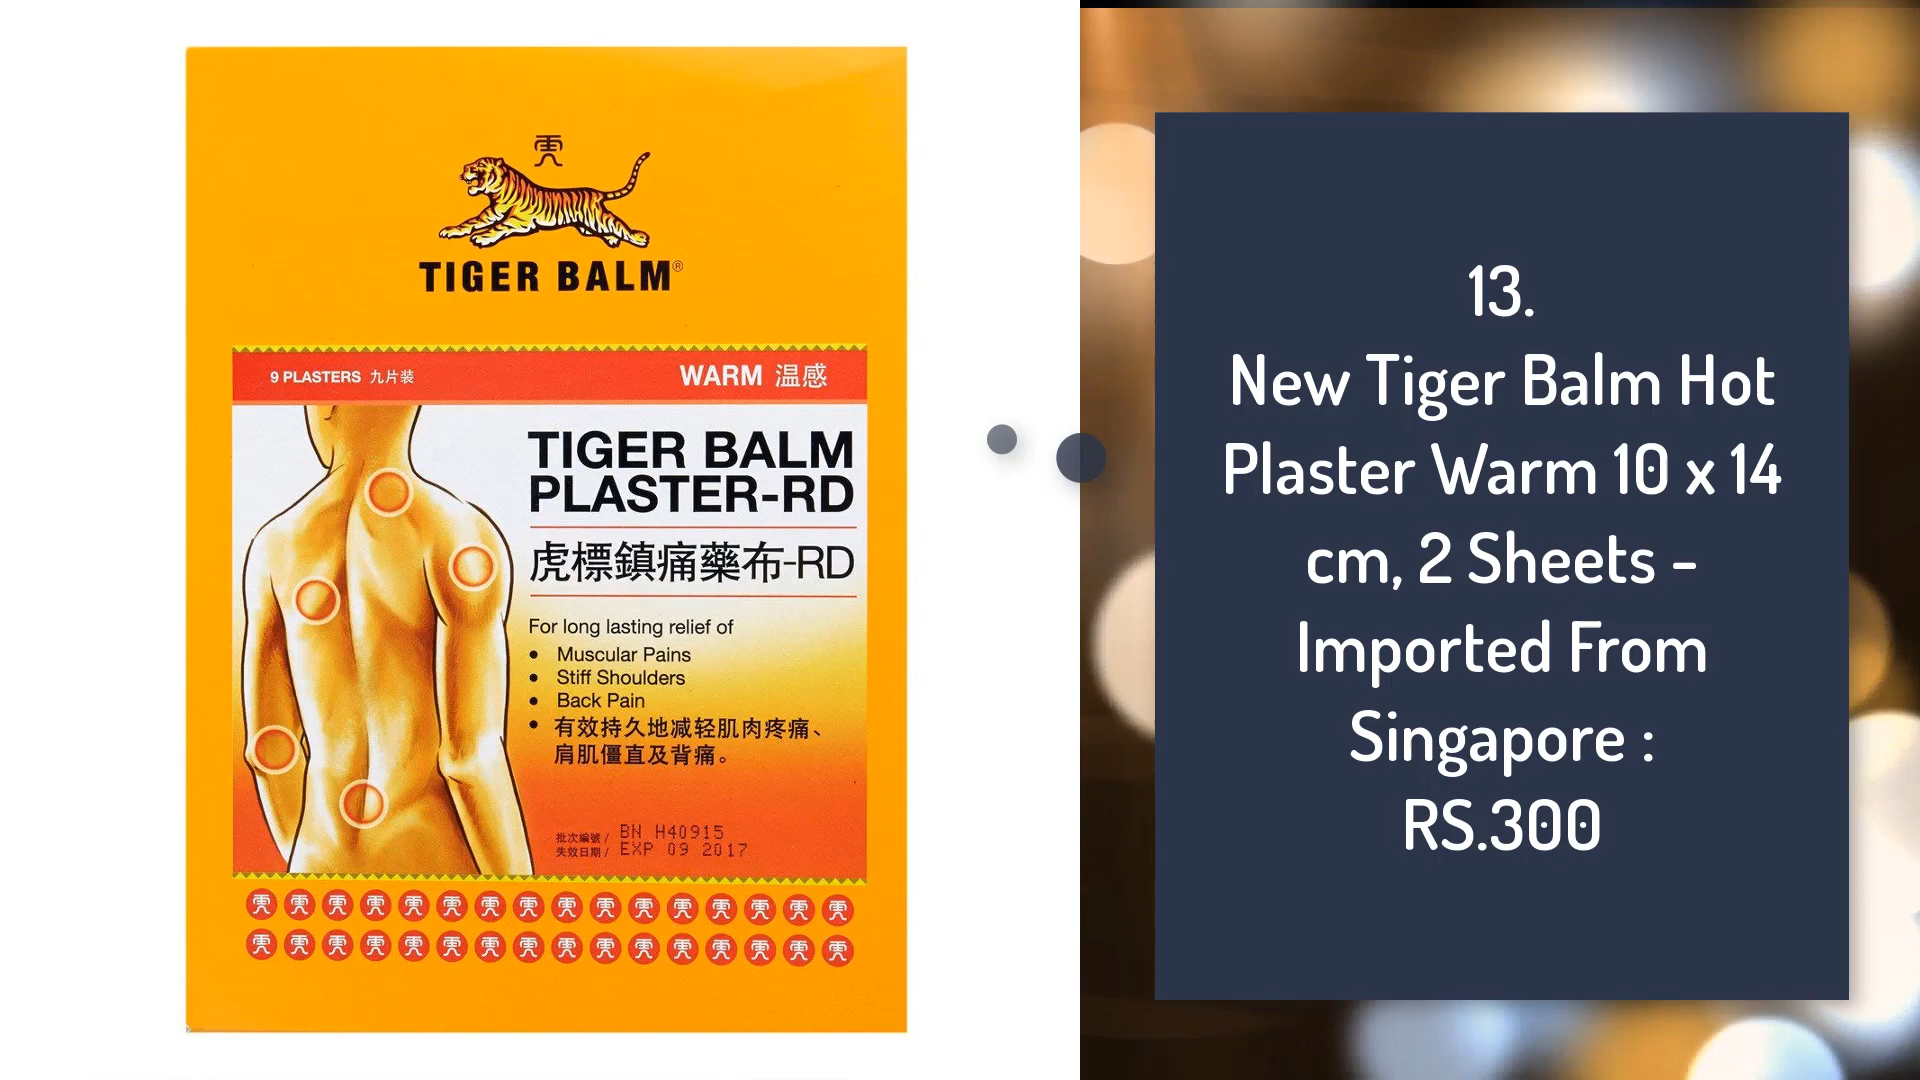 TIGER BALM®
9 PLASTERS 九片装
WARM 温感
TIGER BALM
PLASTER-RD
虎標鎮痛藥布-RD
For long lasting relief of
• Muscular Pains
• Stiff Shoulders
• Back Pain
• 有效持久地减轻肌肉疼痛、
肩肌僵直及背痛。
批次編號 / BN H40915
失效日期 / EXP 09 2017
13.
New Tiger Balm Hot
Plaster Warm 10 x 14
cm, 2 Sheets -
Imported From
Singapore :
RS.300